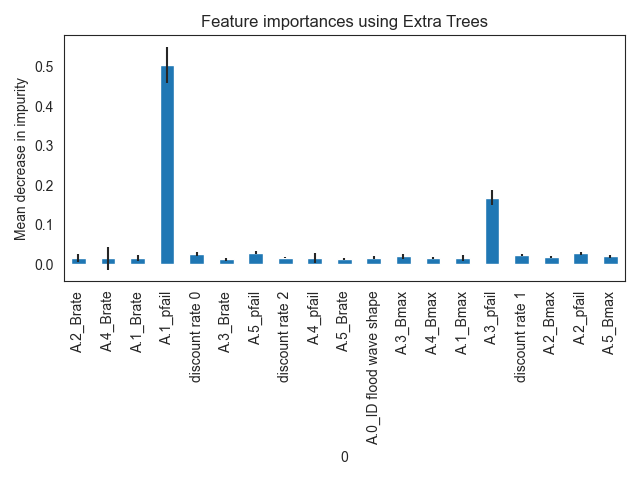 Feature importances using Extra Trees
Mean decrease in impurity
0.5
0.4
0.3
0.2
0.1
0.0
A.2_Brate
A.4_Brate
A.1_Brate
A.1_pfail
discount rate 0
A.3_Brate
A.5_pfail
discount rate 2
A.4_pfail
A.5_Brate
A.0_ID flood wave shape
A.3_Bmax
A.4_Bmax
A.1_Bmax
A.3_pfail
discount rate 1
A.2_Bmax
A.2_pfail
A.5_Bmax
0